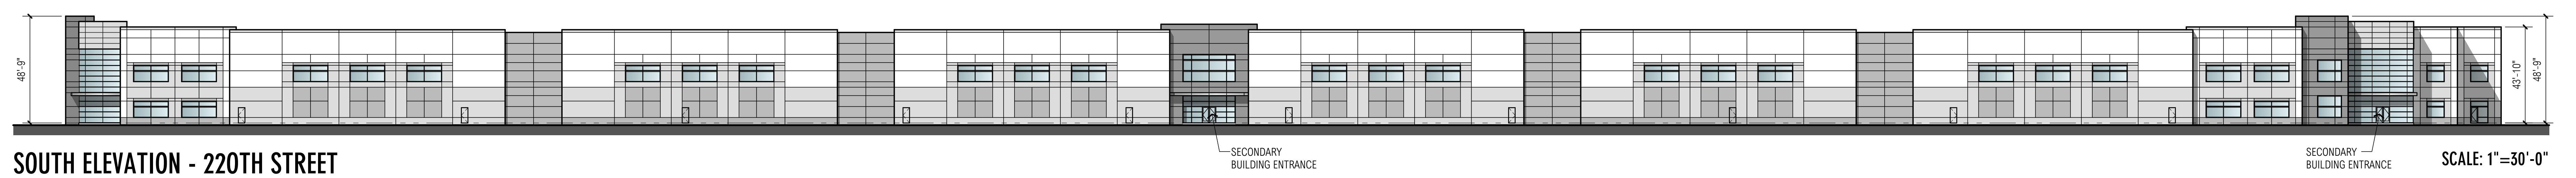 48'-9"
43'-10"
48'-9"
SECONDARY
BUILDING ENTRANCE
SECONDARY
BUILDING ENTRANCE
SOUTH ELEVATION - 220TH STREET
SCALE: 1"=30'-0"